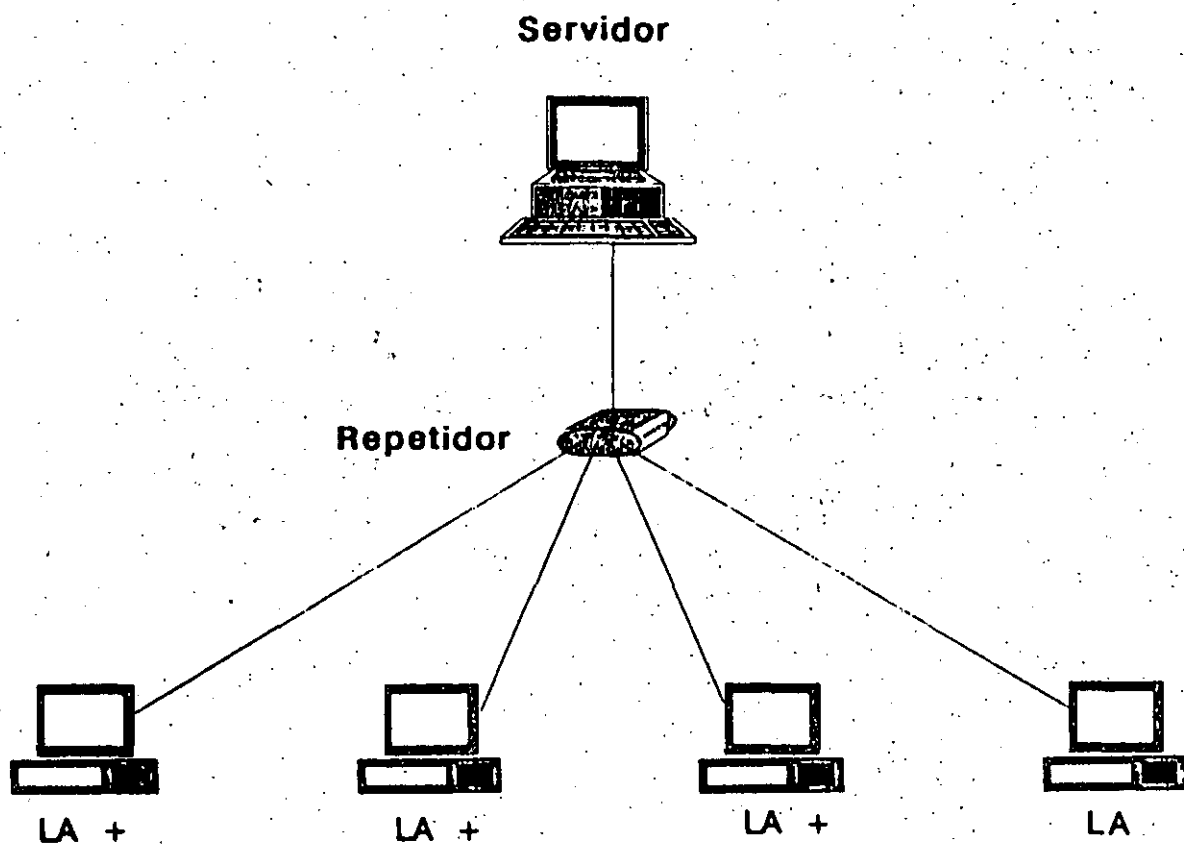 Servidor
Repetidor
LA +
LA +
LA +
LA